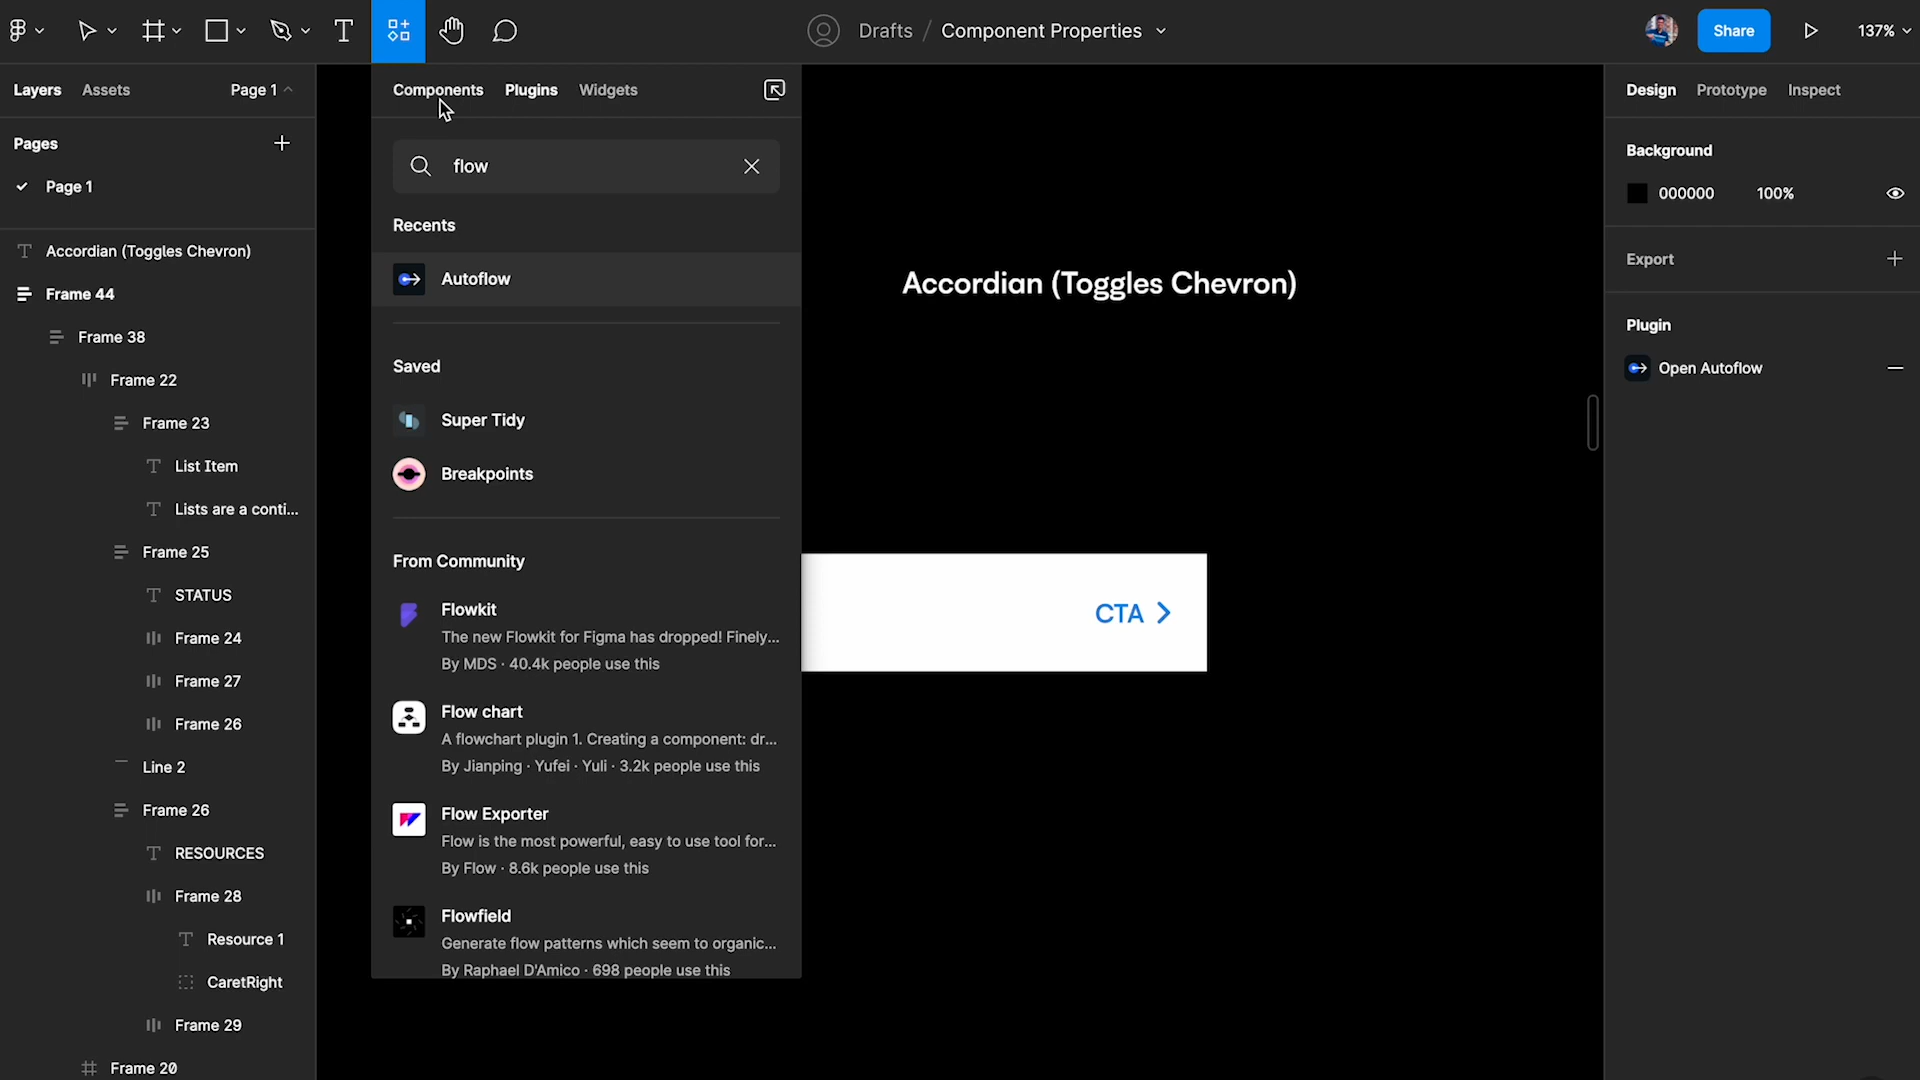 Drafts / Component Properties
Share
137%
Layers
Assets
Page 1
Pages
Page 1
Accordian (Toggles Chevron)
Frame 44
Frame 38
Frame 22
Frame 23
List Item
Lists are a conti...
Frame 25
STATUS
Frame 24
Frame 27
Frame 26
Line 2
Frame 26
RESOURCES
Frame 28
Resource 1
CaretRight
Frame 29
Frame 20
Components
Plugins
Widgets
flow
Recents
Autoflow
Saved
Super Tidy
Breakpoints
From Community
Flowkit
The new Flowkit for Figma has dropped! Finely...
By MDS · 40.4k people use this
Flow chart
A flowchart plugin 1. Creating a component: dr...
By Jianping · Yufei · Yuli · 3.2k people use this
Flow Exporter
Flow is the most powerful, easy to use tool for...
By Flow · 8.6k people use this
Flowfield
Generate flow patterns which seem to organic...
By Raphael D'Amico · 698 people use this
Accordian (Toggles Chevron)
CTA
Design
Prototype
Inspect
Background
000000
100%
Export
Plugin
Open Autoflow